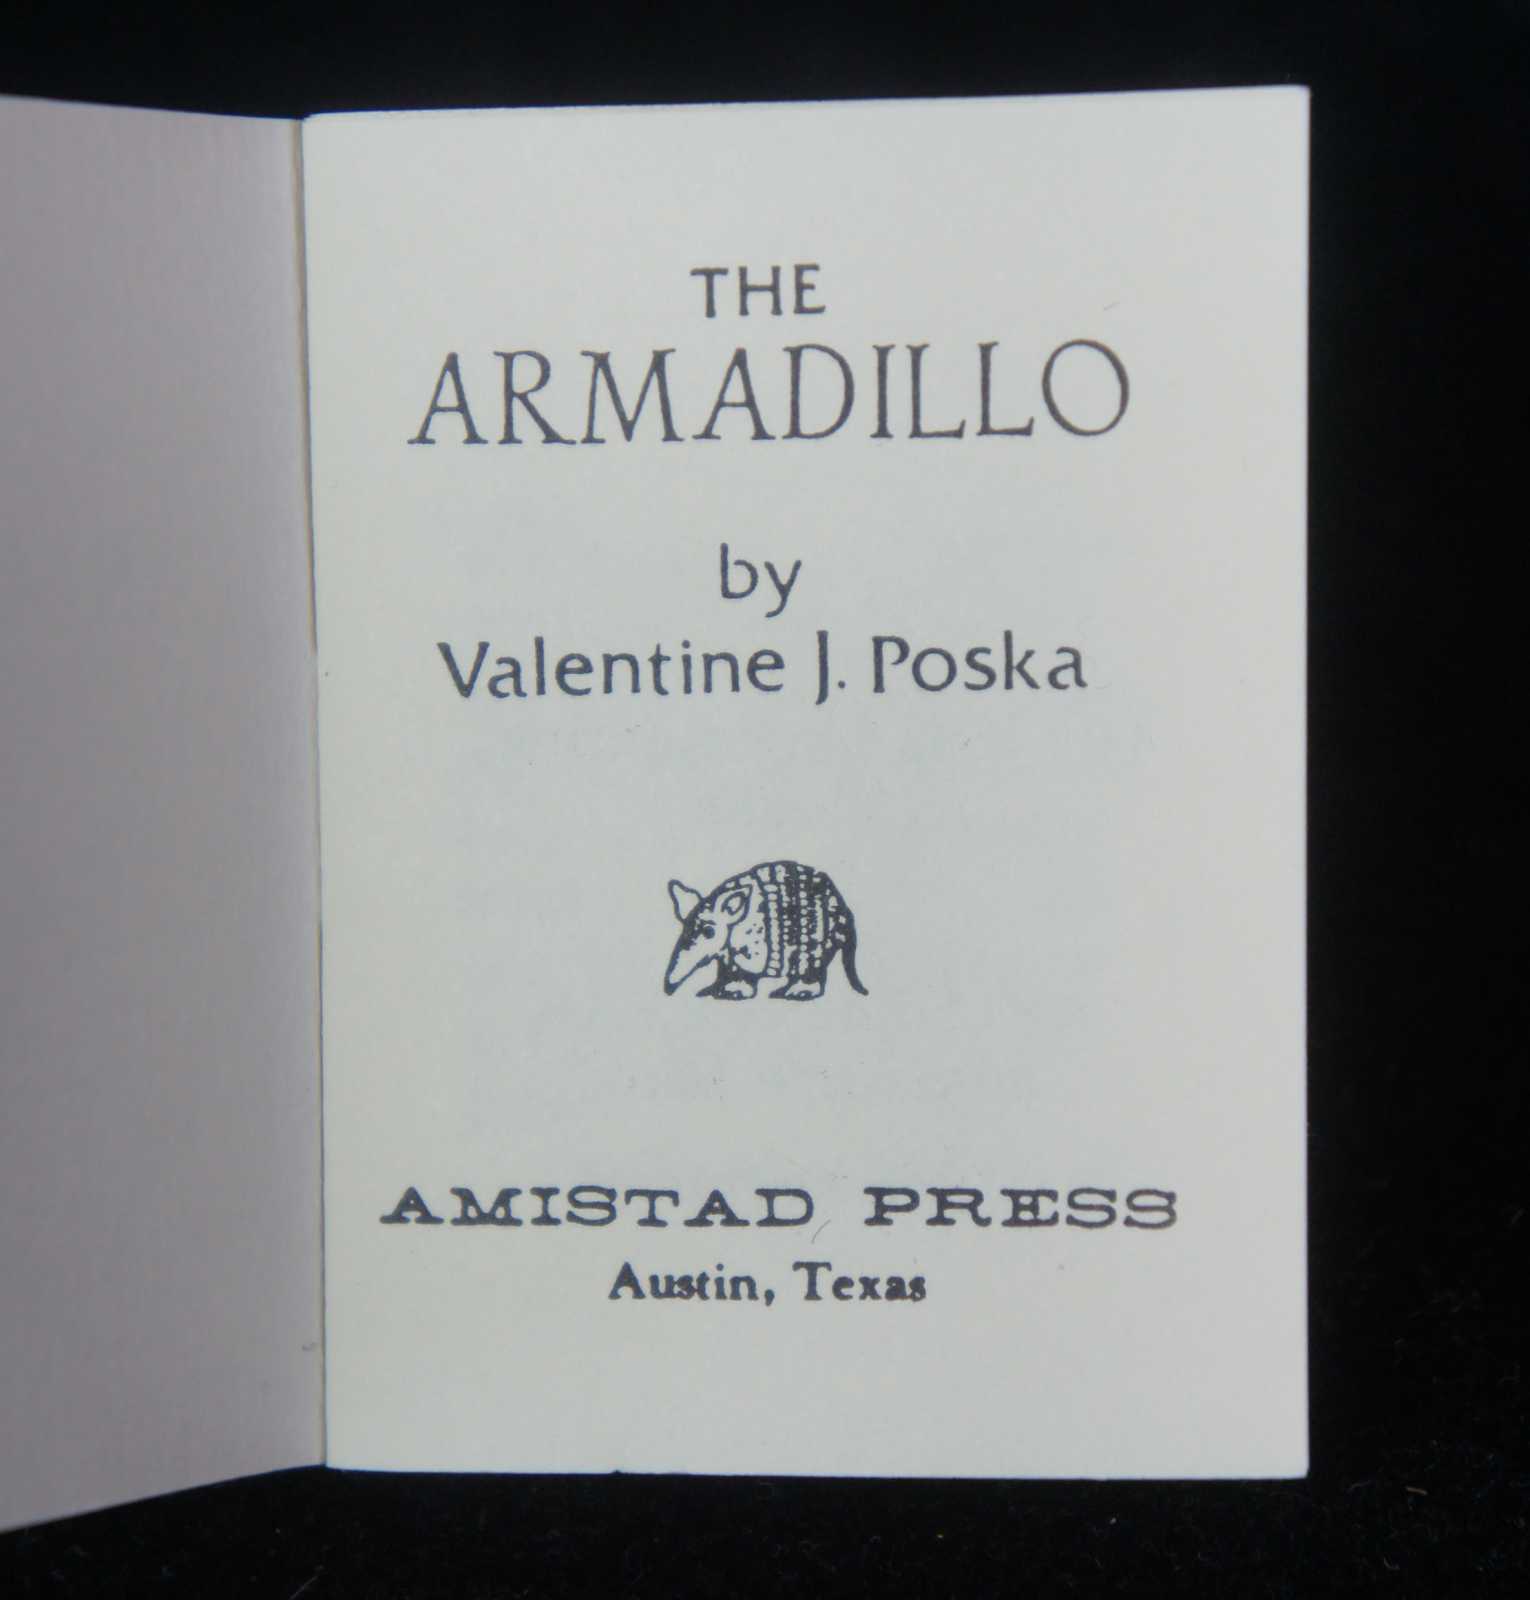 THE
ARMADILLO
by
Valentine J. Poska
AMISTAD PRESS
Austin, Texas